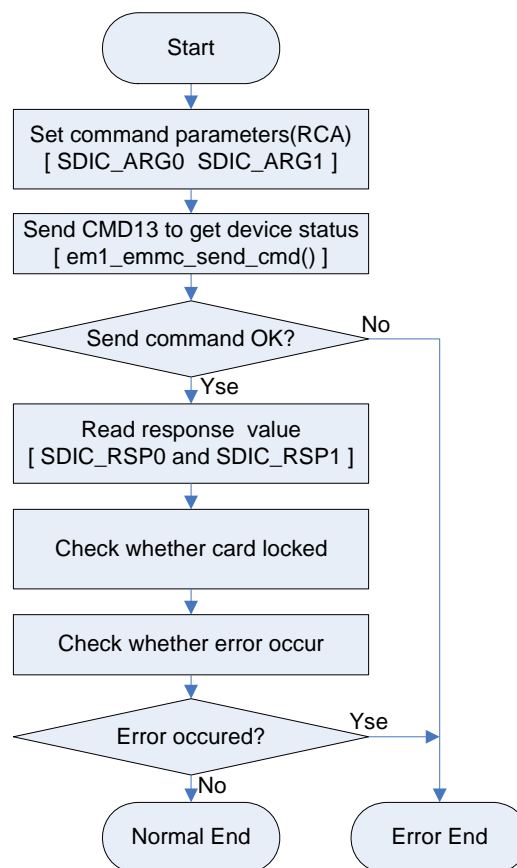 Start
Set command parameters(RCA)
[ SDIC_ARG0  SDIC_ARG1 ]
Send CMD13 to get device status
[ em1_emmc_send_cmd() ]
Send command OK?
No
Yse
Read response  value
[ SDIC_RSP0 and SDIC_RSP1 ]
Check whether card locked
Check whether error occur
Error occured?
Yse
No
Normal End
Error End